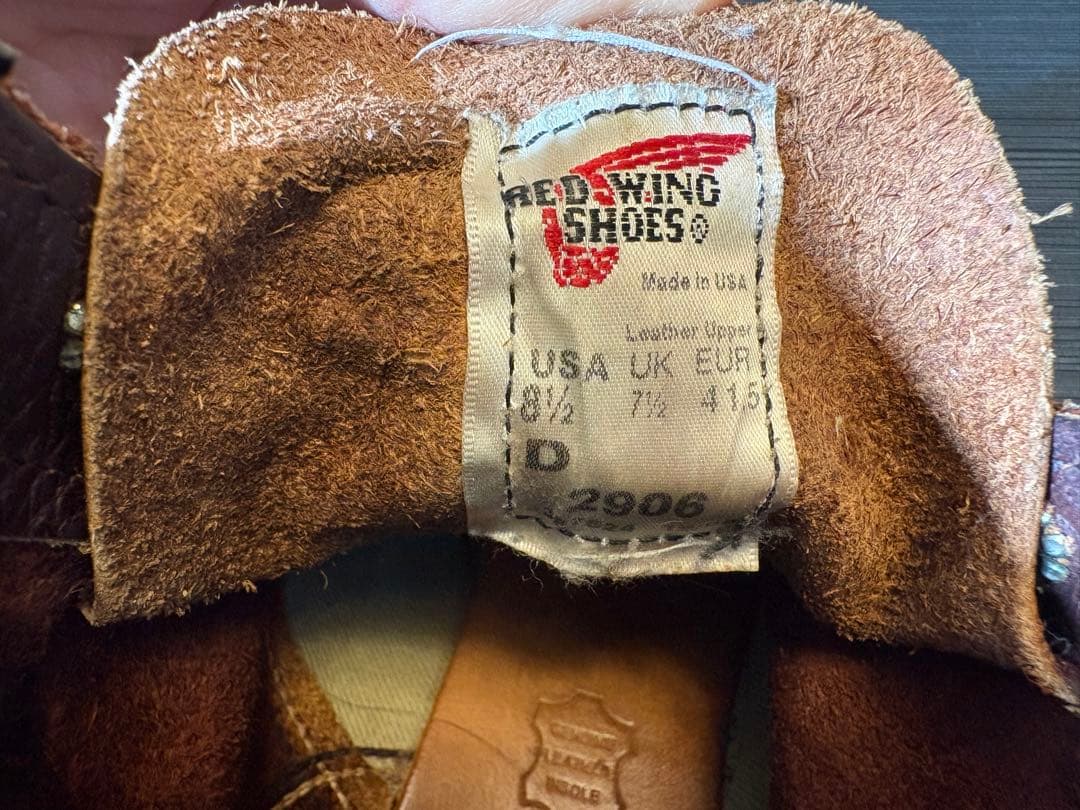 RED WING
SHOES®
Made in USA
Leather Upper
USA UK EUR
8½ 7½ 41,5
D
2906